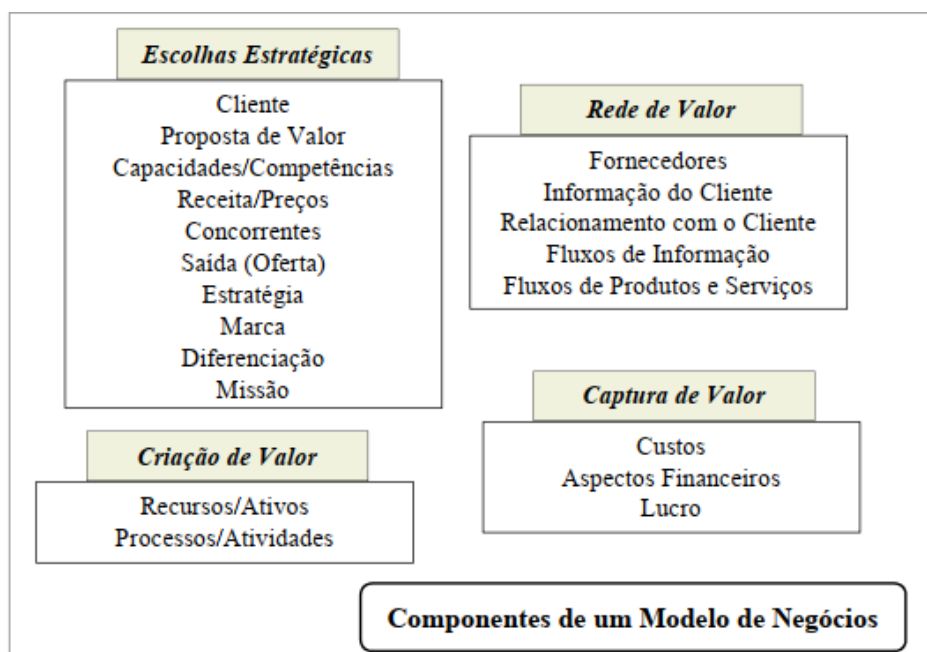 Escolhas Estratégicas
Cliente
Proposta de Valor
Capacidades/Competências
Receita/Preços
Concorrentes
Saída (Oferta)
Estratégia
Marca
Diferenciação
Missão
Rede de Valor
Fornecedores
Informação do Cliente
Relacionamento com o Cliente
Fluxos de Informação
Fluxos de Produtos e Serviços
Criação de Valor
Recursos/Ativos
Processos/Atividades
Captura de Valor
Custos
Aspectos Financeiros
Lucro
Componentes de um Modelo de Negócios